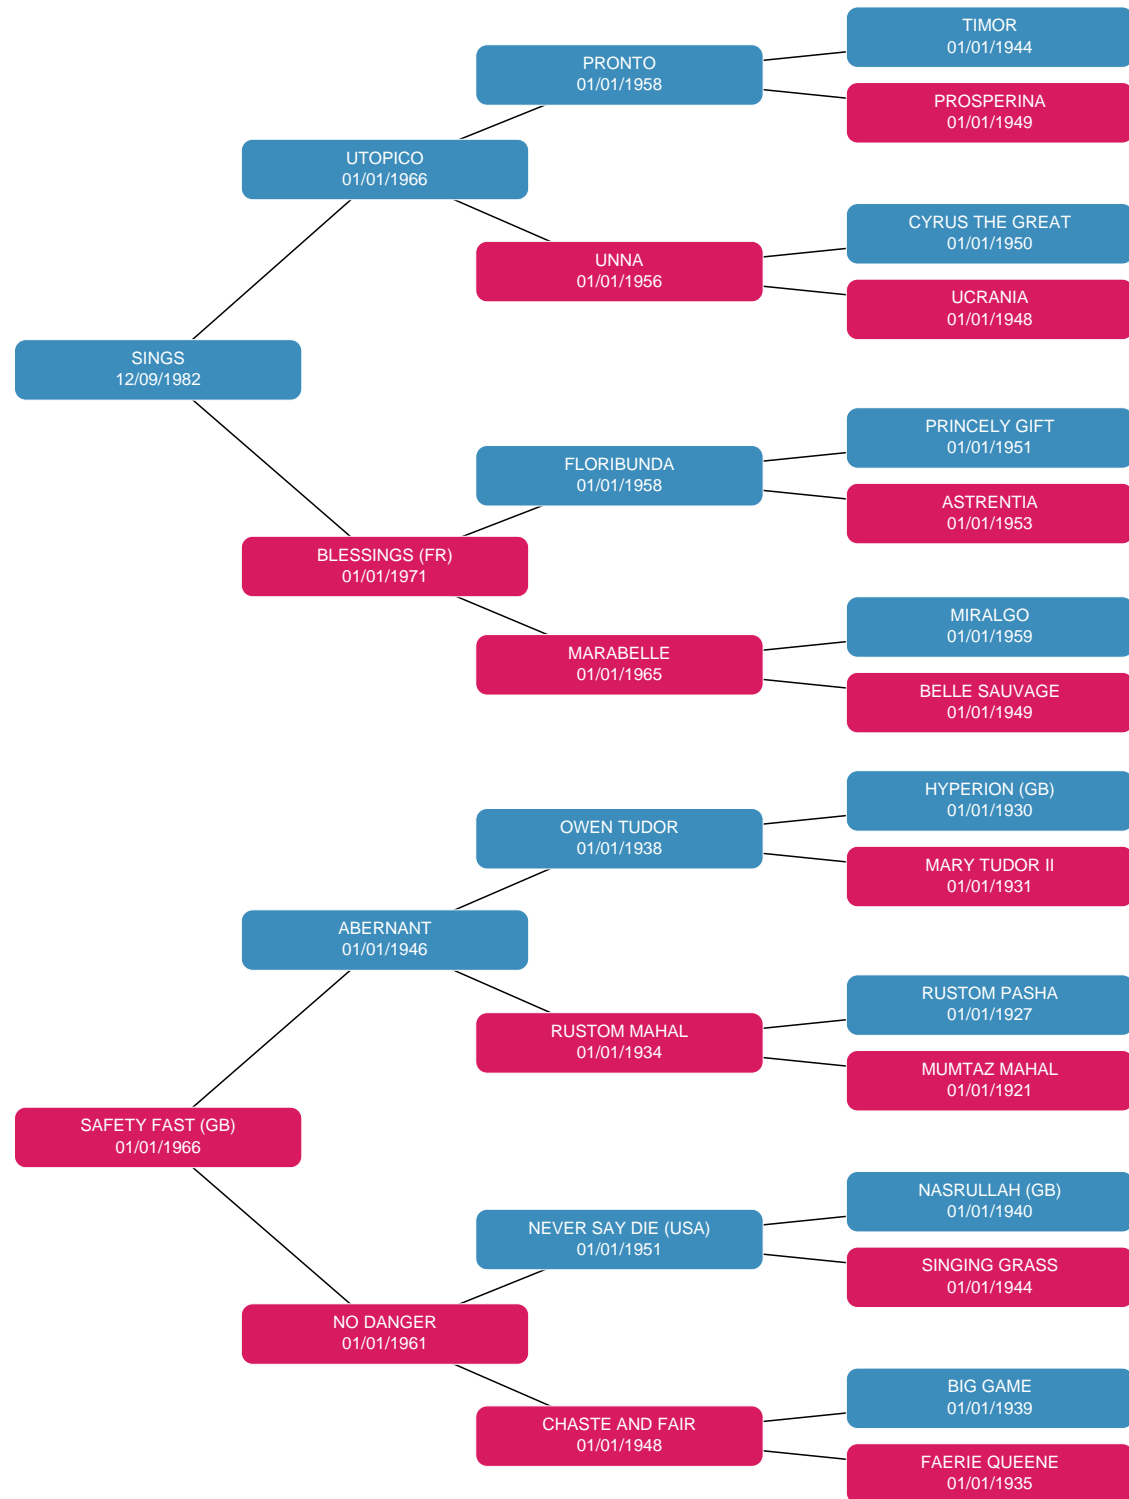 TIMOR
01/01/1944
PRONTO
01/01/1958
PROSPERINA
01/01/1949
UTOPICO
01/01/1966
CYRUS THE GREAT
01/01/1950
UNNA
01/01/1956
UCRANIA
01/01/1948
SINGS
12/09/1982
PRINCELY GIFT
01/01/1951
FLORIBUNDA
01/01/1958
ASTRENTIA
01/01/1953
BLESSINGS (FR)
01/01/1971
MIRALGO
01/01/1959
MARABELLE
01/01/1965
BELLE SAUVAGE
01/01/1949
HYPERION (GB)
01/01/1930
OWEN TUDOR
01/01/1938
MARY TUDOR II
01/01/1931
ABERNANT
01/01/1946
RUSTOM PASHA
01/01/1927
RUSTOM MAHAL
01/01/1934
MUMTAZ MAHAL
01/01/1921
SAFETY FAST (GB)
01/01/1966
NASRULLAH (GB)
01/01/1940
NEVER SAY DIE (USA)
01/01/1951
SINGING GRASS
01/01/1944
NO DANGER
01/01/1961
BIG GAME
01/01/1939
CHASTE AND FAIR
01/01/1948
FAERIE QUEENE
01/01/1935